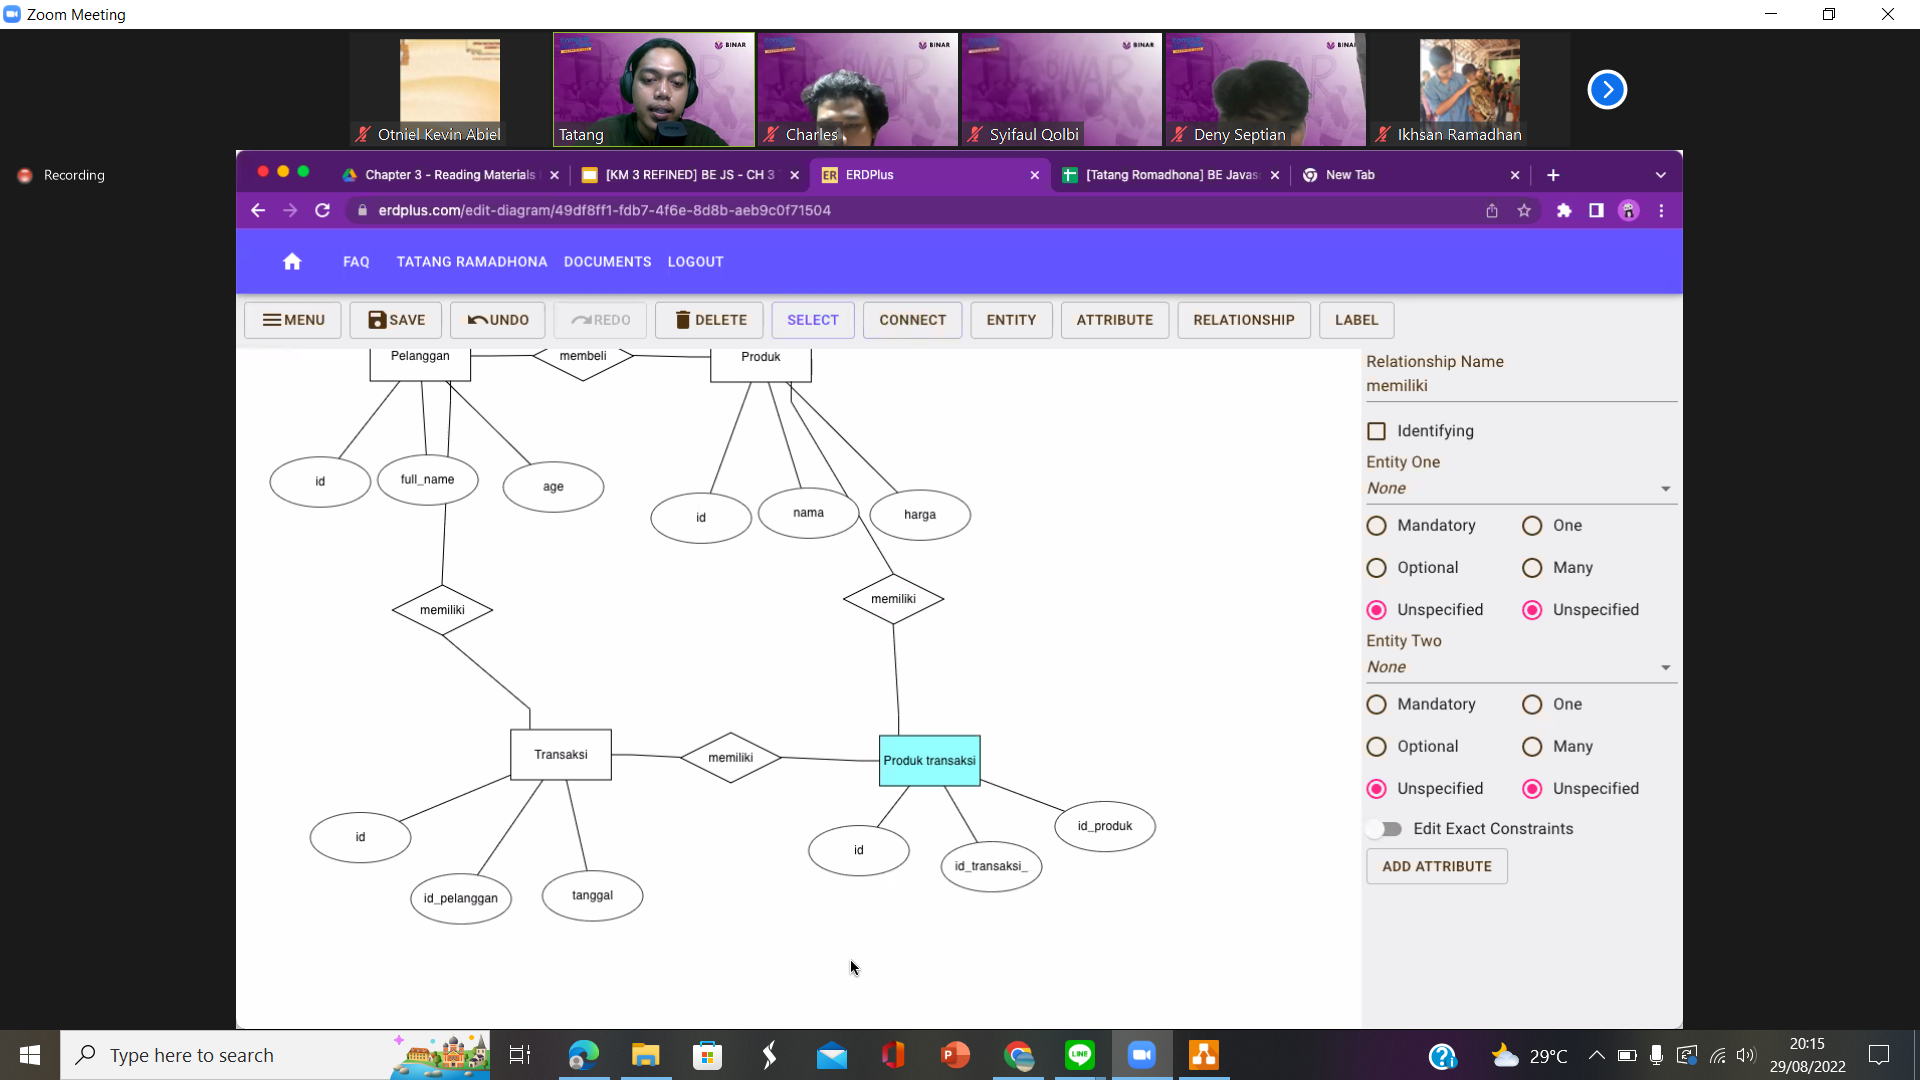 Zoom Meeting
BINAR
BINAR
BINAR
BINAR
Otniel Kevin Abiel
Tatang
Charles
Syifaul Qolbi
Deny Septian
Ikhsan Ramadhan
Recording
Chapter 3 - Reading Materials
[KM 3 REFINED] BE JS - CH 3
ERDPlus
[Tatang Romadhona] BE Javas
New Tab
erdplus.com/edit-diagram/49df8ff1-fdb7-4f6e-8d8b-aeb9c0f71504
FAQ
TATANG RAMADHONA
DOCUMENTS
LOGOUT
MENU
SAVE
UNDO
REDO
DELETE
SELECT
CONNECT
ENTITY
ATTRIBUTE
RELATIONSHIP
LABEL
Pelanggan
membeli
Produk
id
full_name
age
id
nama
harga
memiliki
memiliki
Transaksi
memiliki
Produk transaksi
id
id_pelanggan
tanggal
id
id_transaksi_
id_produk
Relationship Name
memiliki
Identifying
Entity One
None
Mandatory
One
Optional
Many
Unspecified
Unspecified
Entity Two
None
Mandatory
One
Optional
Many
Unspecified
Unspecified
Edit Exact Constraints
ADD ATTRIBUTE
Type here to search
LINE
29°C
20:15
29/08/2022